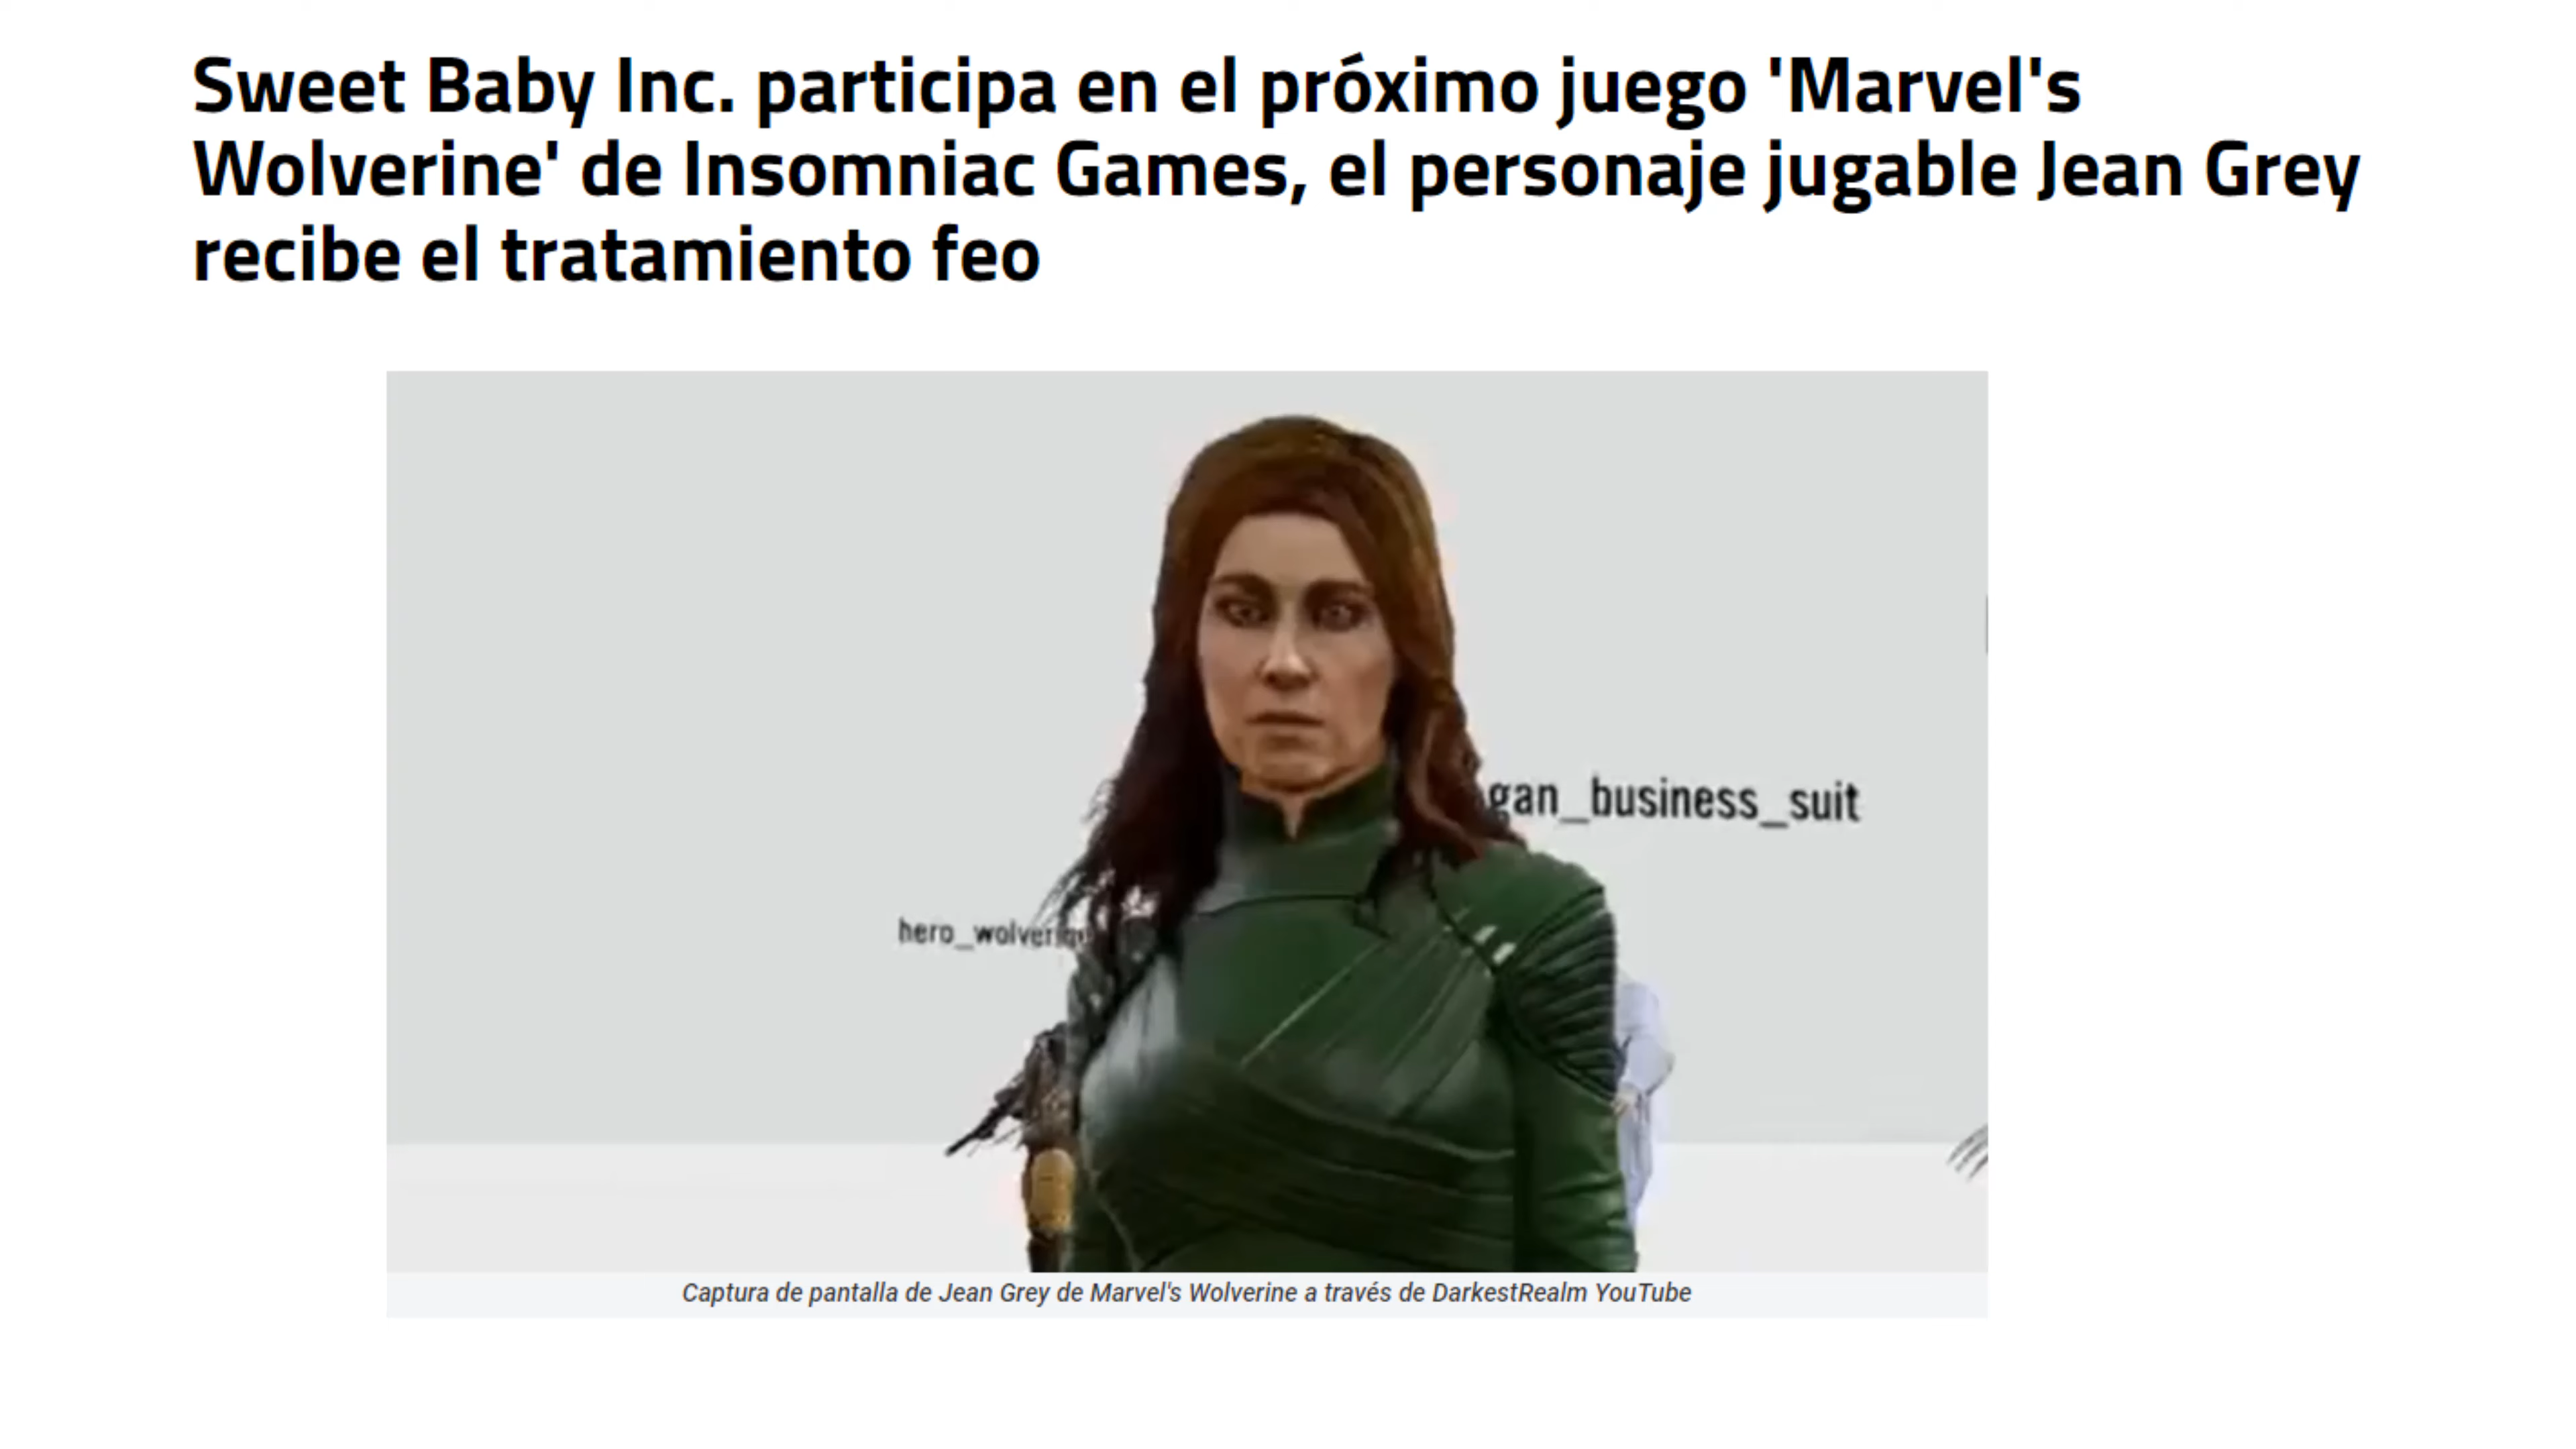 Sweet Baby Inc. participa en el próximo juego 'Marvel's
Wolverine' de Insomniac Games, el personaje jugable Jean Grey
recibe el tratamiento feo
gan_business_suit
hero_wolverine
Captura de pantalla de Jean Grey de Marvel's Wolverine a través de DarkestRealm YouTube